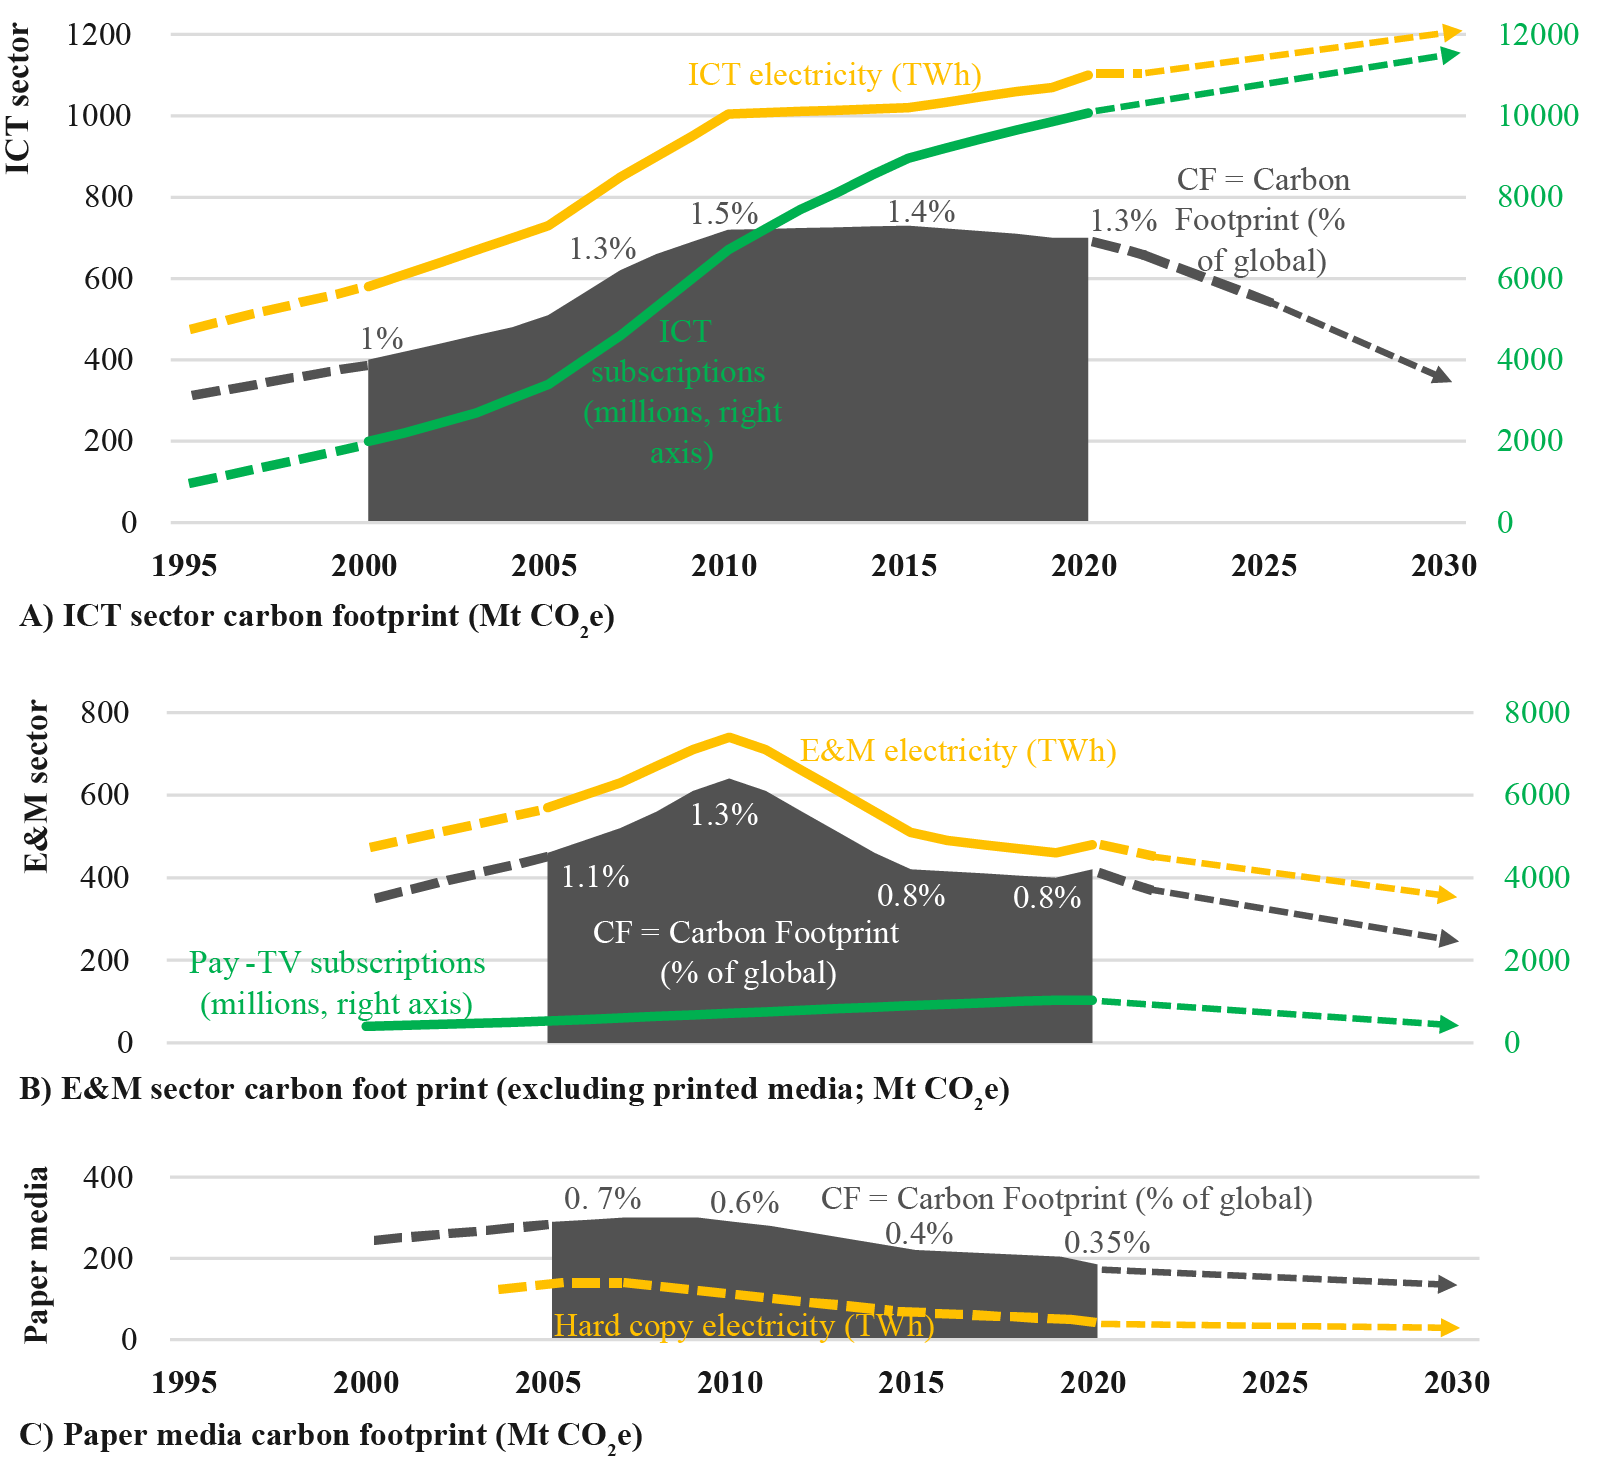 ICT sector
1200
1000
800
600
400
200
0
12000
10000
8000
6000
4000
2000
0
ICT electricity (TWh)
CF = Carbon
Footprint (%
of global)
1%
1.3%
1.5%
1.4%
1.3%
ICT
subscriptions
(millions, right
axis)
1995 2000 2005 2010 2015 2020 2025 2030
A) ICT sector carbon footprint (Mt CO2e)
E&M sector
800
600
400
200
0
8000
6000
4000
2000
0
E&M electricity (TWh)
1.1%
1.3%
0.8%
0.8%
CF = Carbon Footprint
(% of global)
Pay-TV subscriptions
(millions, right axis)
B) E&M sector carbon foot print (excluding printed media; Mt CO2e)
Paper media
400
200
0
0. 7%
0.6%
CF = Carbon Footprint (% of global)
0.4%
0.35%
Hard copy electricity (TWh)
1995 2000 2005 2010 2015 2020 2025 2030
C) Paper media carbon footprint (Mt CO2e)